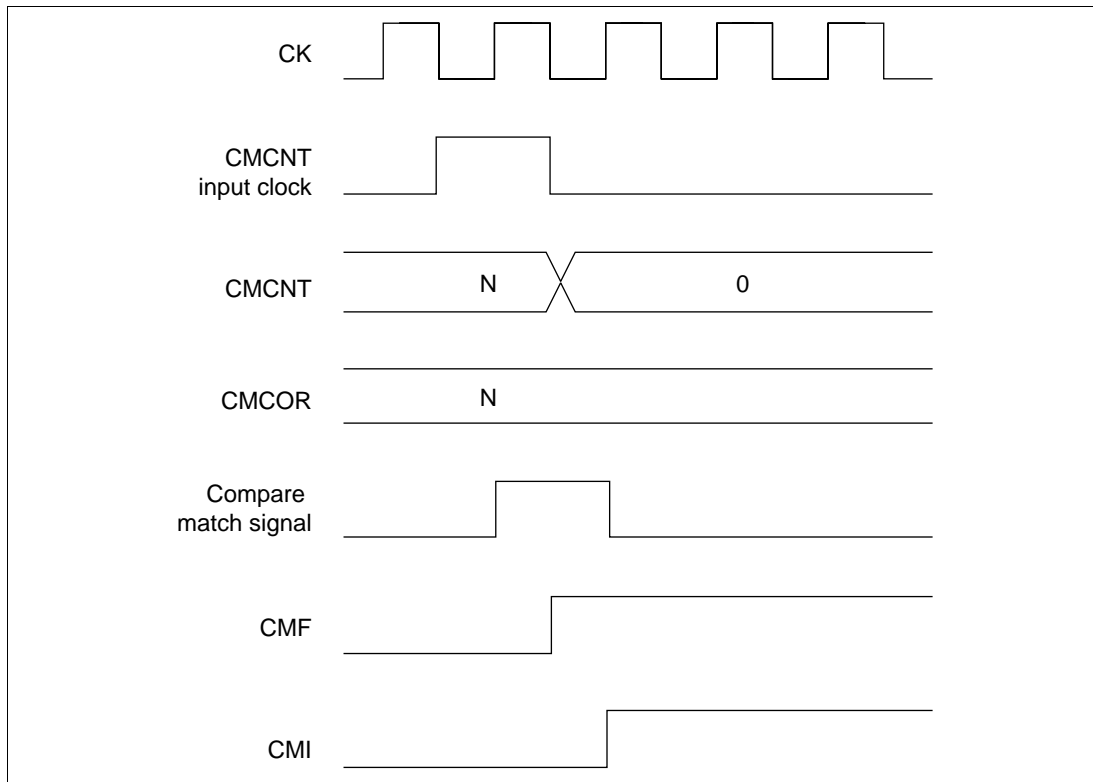 CK
CMCNT
input clock
CMCNT
N
0
CMCOR
N
Compare
match signal
CMF
CMI